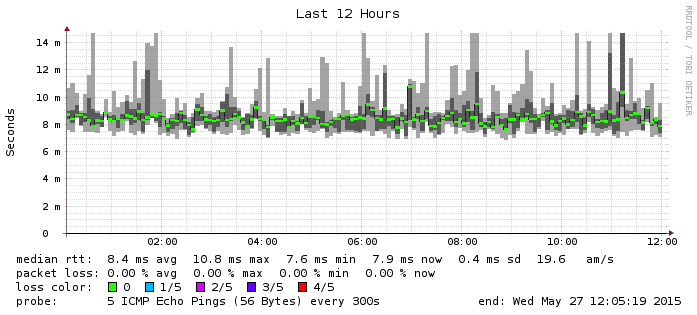 Last 12 Hours
RRDTOOL / TOBI OETIKER
Seconds
14 m
12 m
10 m
8 m
6 m
4 m
2 m
0
02:00 04:00 06:00 08:00 10:00 12:00
median rtt: 8.4 ms avg 10.8 ms max 7.6 ms min 7.9 ms now 0.4 ms sd 19.6 am/s
packet loss: 0.00 % avg 0.00 % max 0.00 % min 0.00 % now
loss color: 0 1/5 2/5 3/5 4/5
probe: 5 ICMP Echo Pings (56 Bytes) every 300s end: Wed May 27 12:05:19 2015